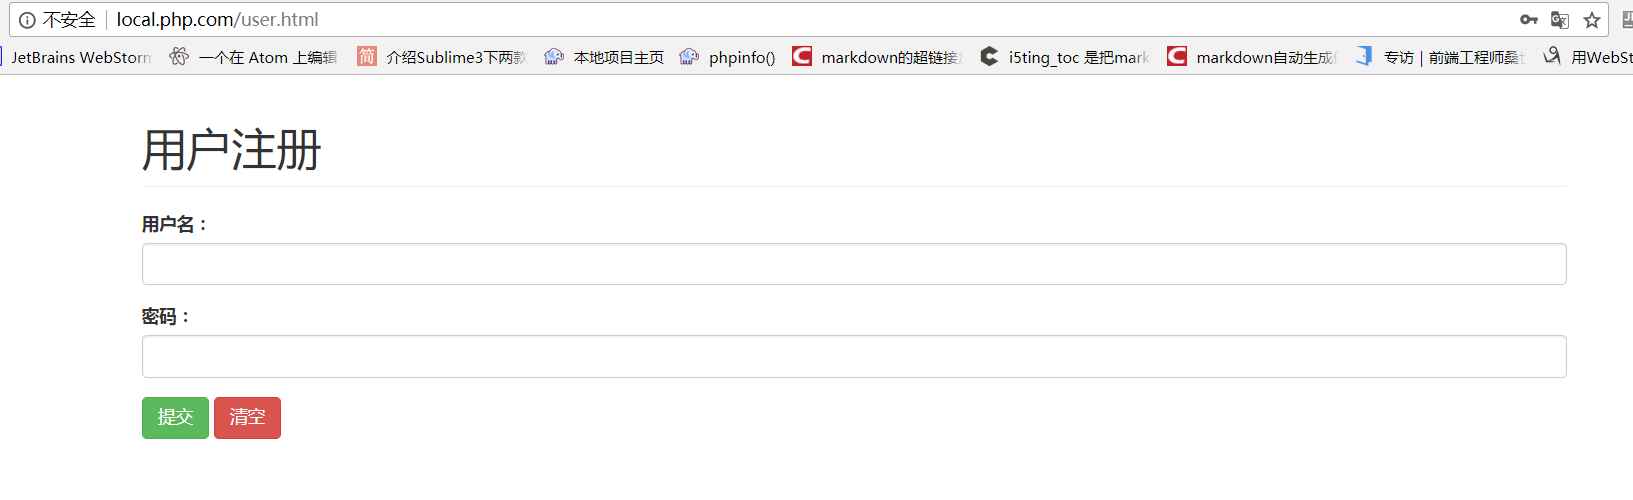 不安全 local.php.com/user.html
JetBrains WebStorm 一个在 Atom 上编辑 简 介绍Sublime3下两款 本地项目主页 phpinfo() markdown的超链接 i5ting_toc 是把mark markdown自动生成 专访 | 前端工程师桑 用WebSt
用户注册
用户名：
密码：
提交 清空